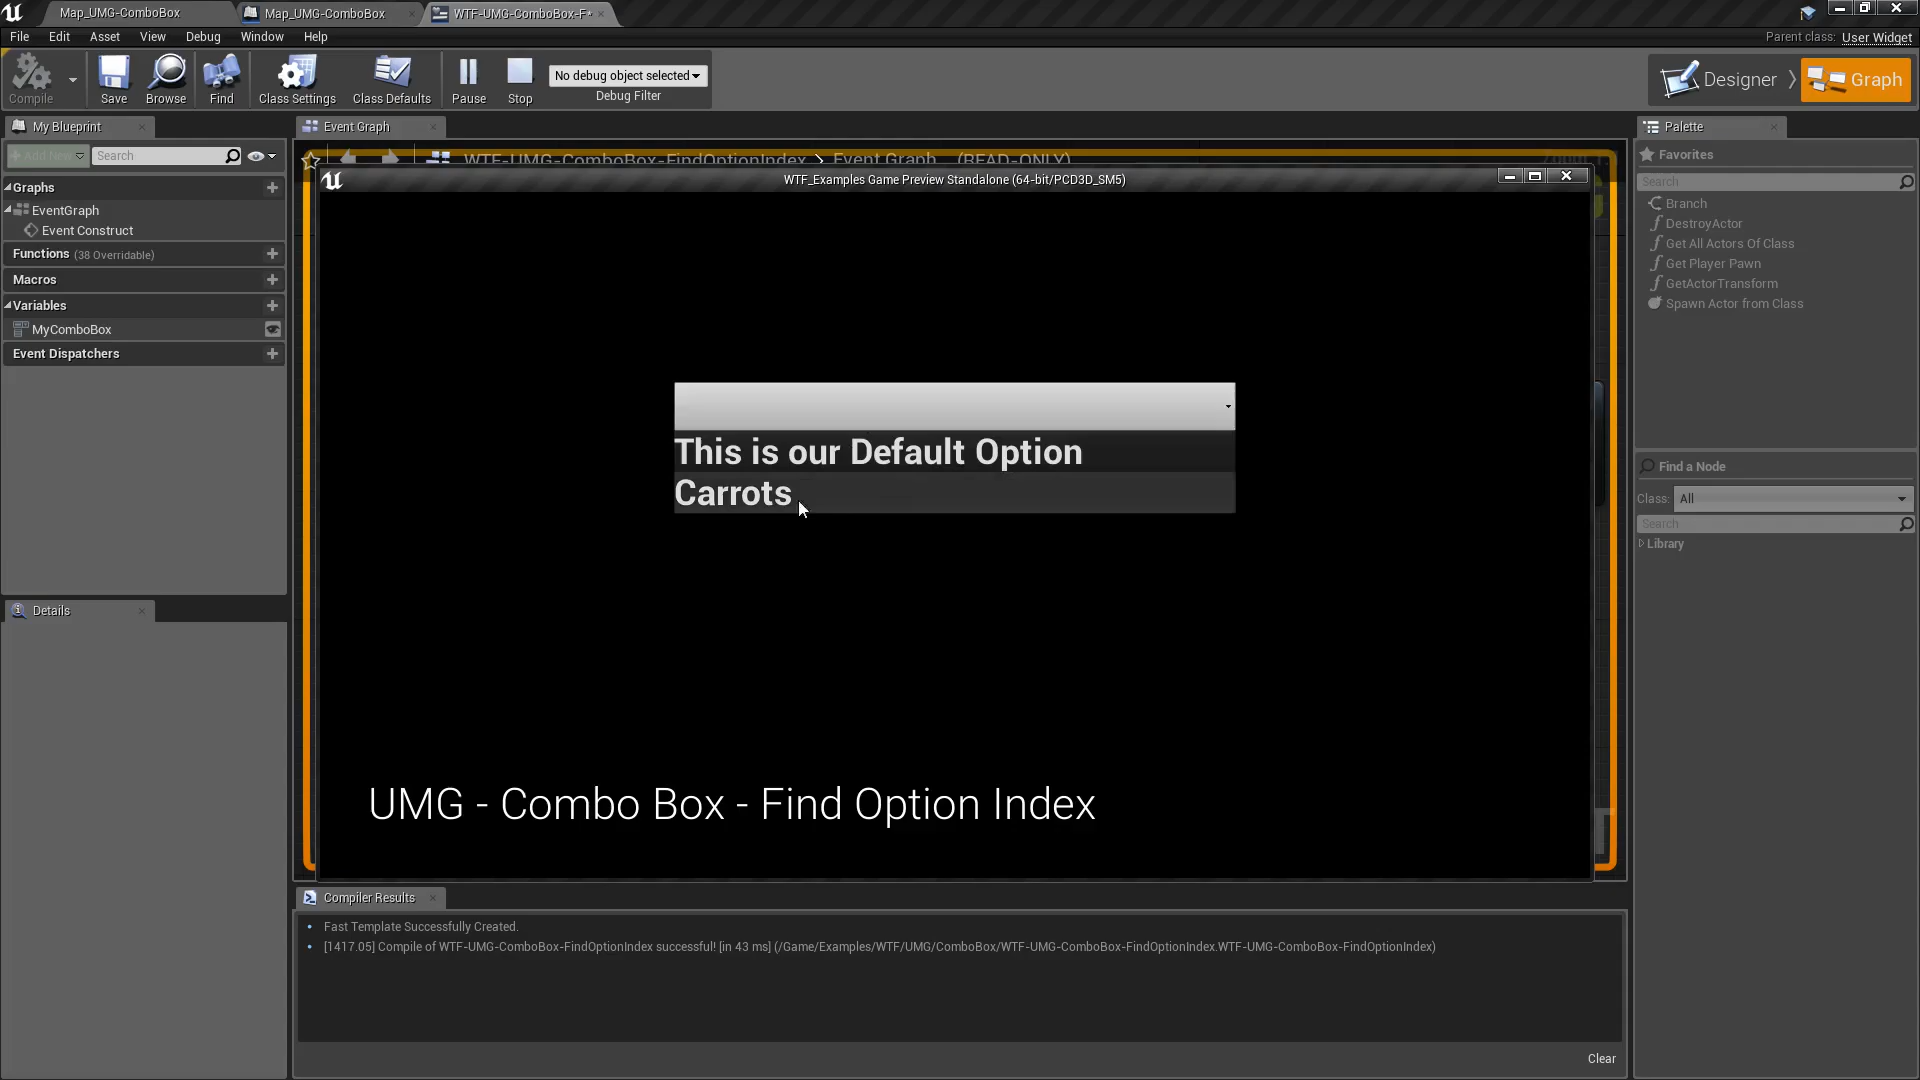 Map_UMG-ComboBox
Map_UMG-ComboBox
WTF-UMG-ComboBox-F*
File Edit Asset View Debug Window Help
Parent class: User Widget
Compile
Save
Browse
Find
Class Settings
Class Defaults
Pause
Stop
No debug object selected
Debug Filter
Designer
Graph
My Blueprint
Add New
Search
Graphs
EventGraph
Event Construct
Functions (38 Overridable)
Macros
Variables
MyComboBox
Event Dispatchers
Details
Event Graph
WTF-UMG-ComboBox-FindOptionIndex > Event Graph (READ-ONLY)
WTF_Examples Game Preview Standalone (64-bit/PCD3D_SM5)
This is our Default Option
Carrots
UMG - Combo Box - Find Option Index
Compiler Results
Fast Template Successfully Created.
[1417.05] Compile of WTF-UMG-ComboBox-FindOptionIndex successful! [in 43 ms] (/Game/Examples/WTF/UMG/ComboBox/WTF-UMG-ComboBox-FindOptionIndex.WTF-UMG-ComboBox-FindOptionIndex)
Clear
Palette
Favorites
Search
Branch
DestroyActor
Get All Actors Of Class
Get Player Pawn
GetActorTransform
Spawn Actor from Class
Find a Node
Class: All
Search
Library